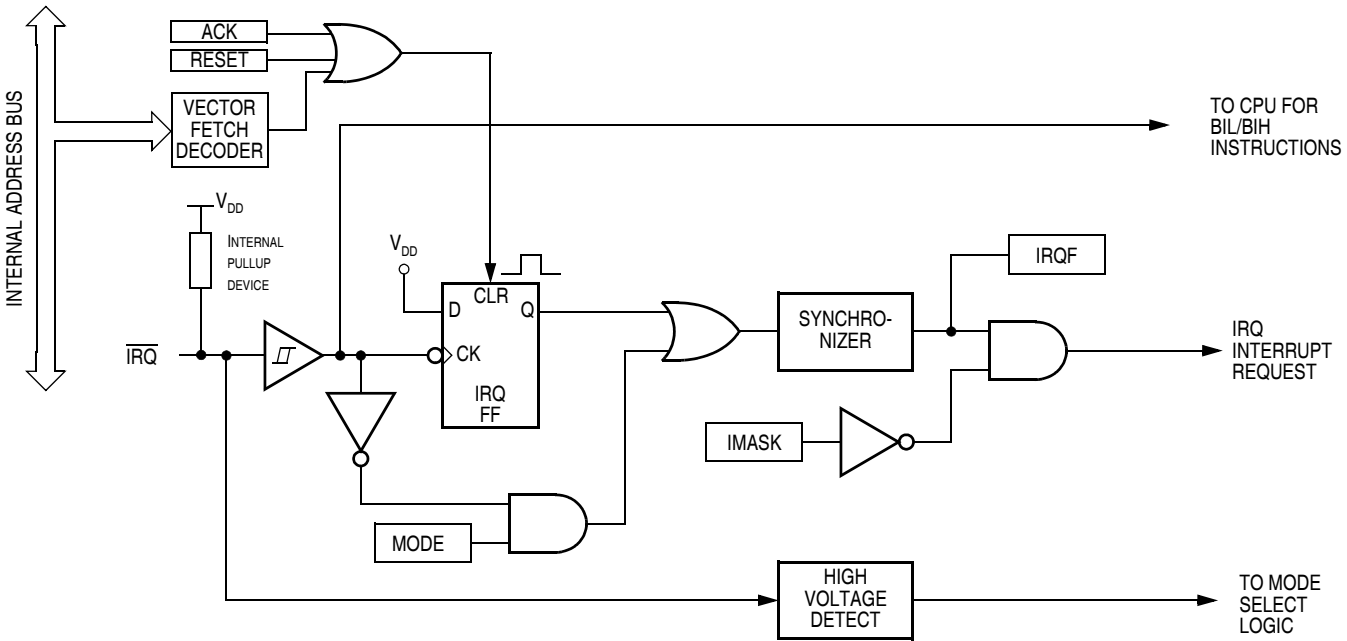 ACK
RESET
VECTOR
FETCH
DECODER
INTERNAL ADDRESS BUS
TO CPU FOR
BIL/BIH
INSTRUCTIONS
VDD
INTERNAL
PULLUP
DEVICE
VDD
CLR
D
Q
CK
IRQ
FF
IRQ
SYNCHRO-
NIZER
IRQF
IRQ
INTERRUPT
REQUEST
IMASK
MODE
HIGH
VOLTAGE
DETECT
TO MODE
SELECT
LOGIC